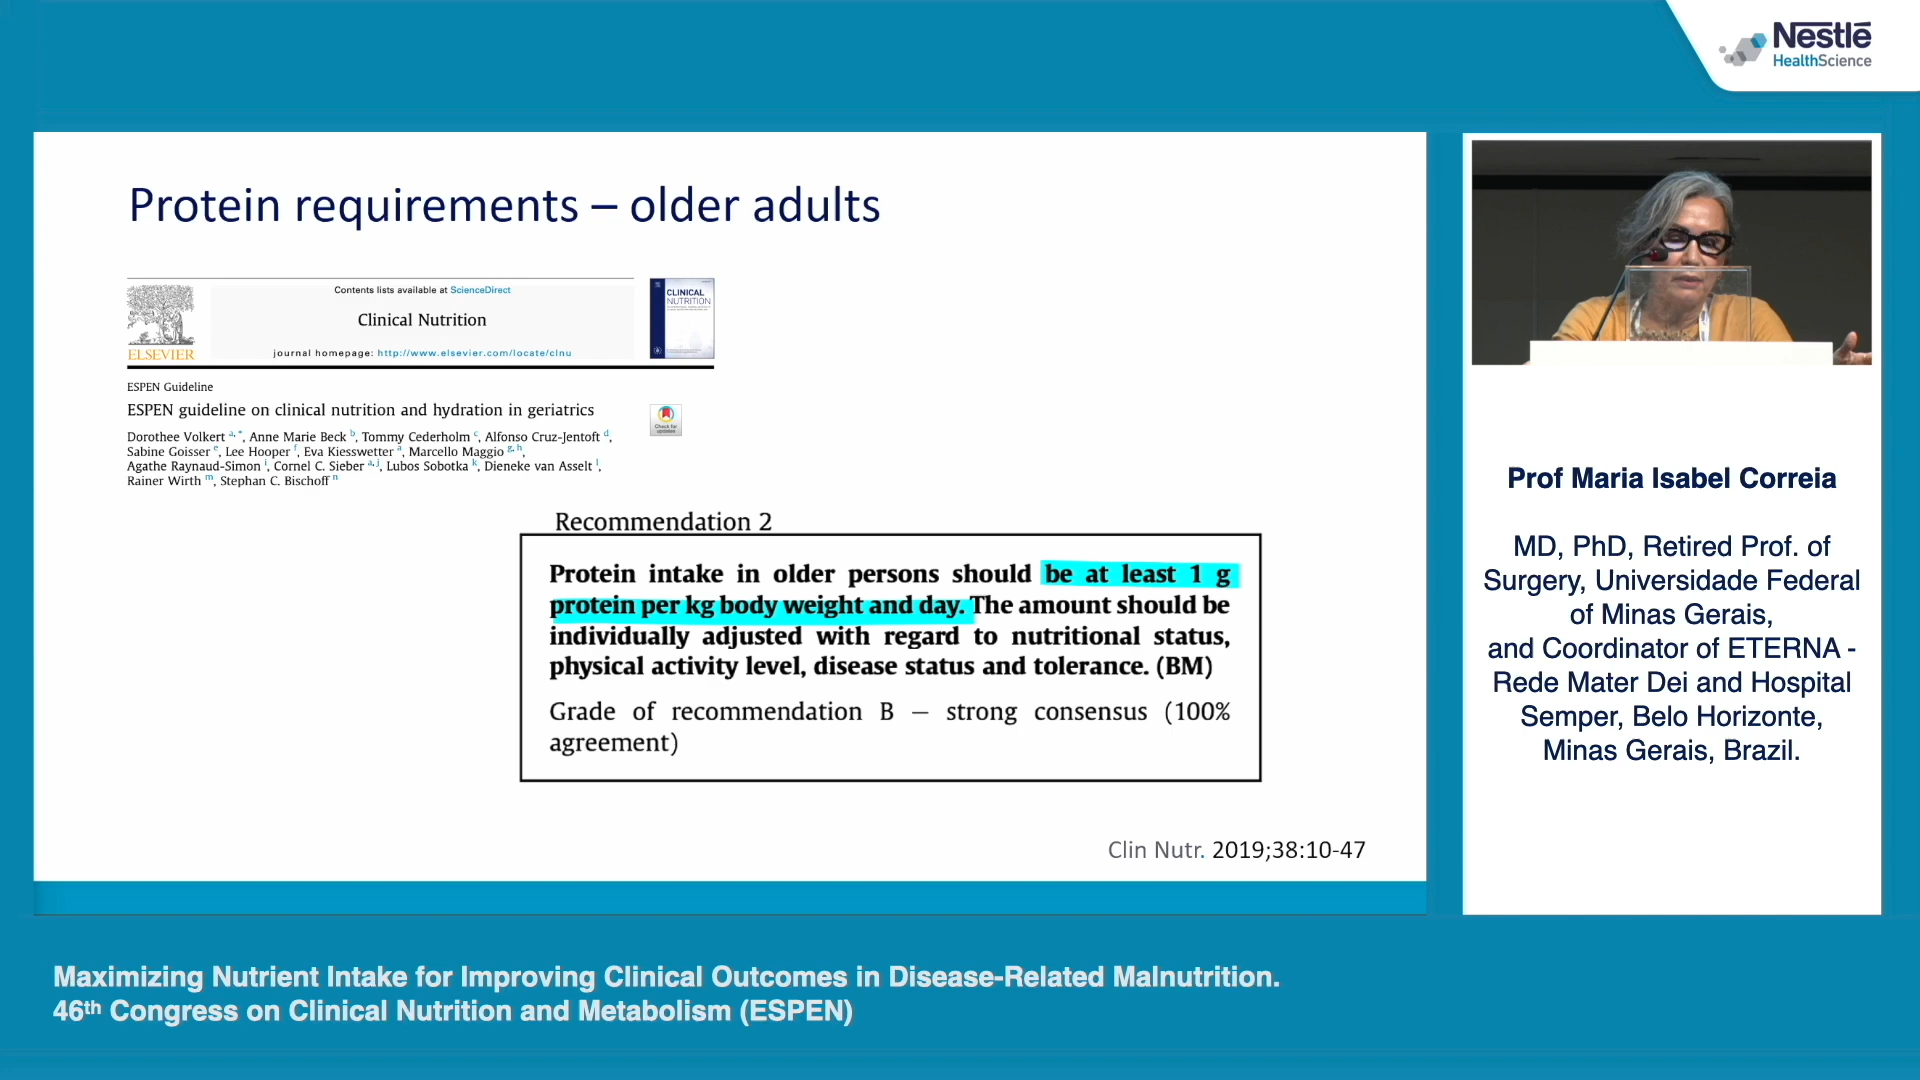 Nestlé
HealthScience
Protein requirements – older adults
Contents lists available at ScienceDirect
Clinical Nutrition
journal homepage: http://www.elsevier.com/locate/clnu
ELSEVIER
CLINICAL
NUTRITION
ESPEN Guideline
ESPEN guideline on clinical nutrition and hydration in geriatrics
Check for
updates
Dorothee Volkert a, *, Anne Marie Beck b, Tommy Cederholm c, Alfonso Cruz-Jentoft d,
Sabine Goisser e, Lee Hooper f, Eva Kiesswetter a, Marcello Maggio g, h,
Agathe Raynaud-Simon i, Cornel C. Sieber a, j, Lubos Sobotka k, Dieneke van Asselt l,
Rainer Wirth m, Stephan C. Bischoff n
Recommendation 2
Protein intake in older persons should be at least 1 g
protein per kg body weight and day. The amount should be
individually adjusted with regard to nutritional status,
physical activity level, disease status and tolerance. (BM)
Grade of recommendation B – strong consensus (100%
agreement)
Clin Nutr. 2019;38:10-47
Prof Maria Isabel Correia
MD, PhD, Retired Prof. of
Surgery, Universidade Federal
of Minas Gerais,
and Coordinator of ETERNA -
Rede Mater Dei and Hospital
Semper, Belo Horizonte,
Minas Gerais, Brazil.
Maximizing Nutrient Intake for Improving Clinical Outcomes in Disease-Related Malnutrition.
46th Congress on Clinical Nutrition and Metabolism (ESPEN)